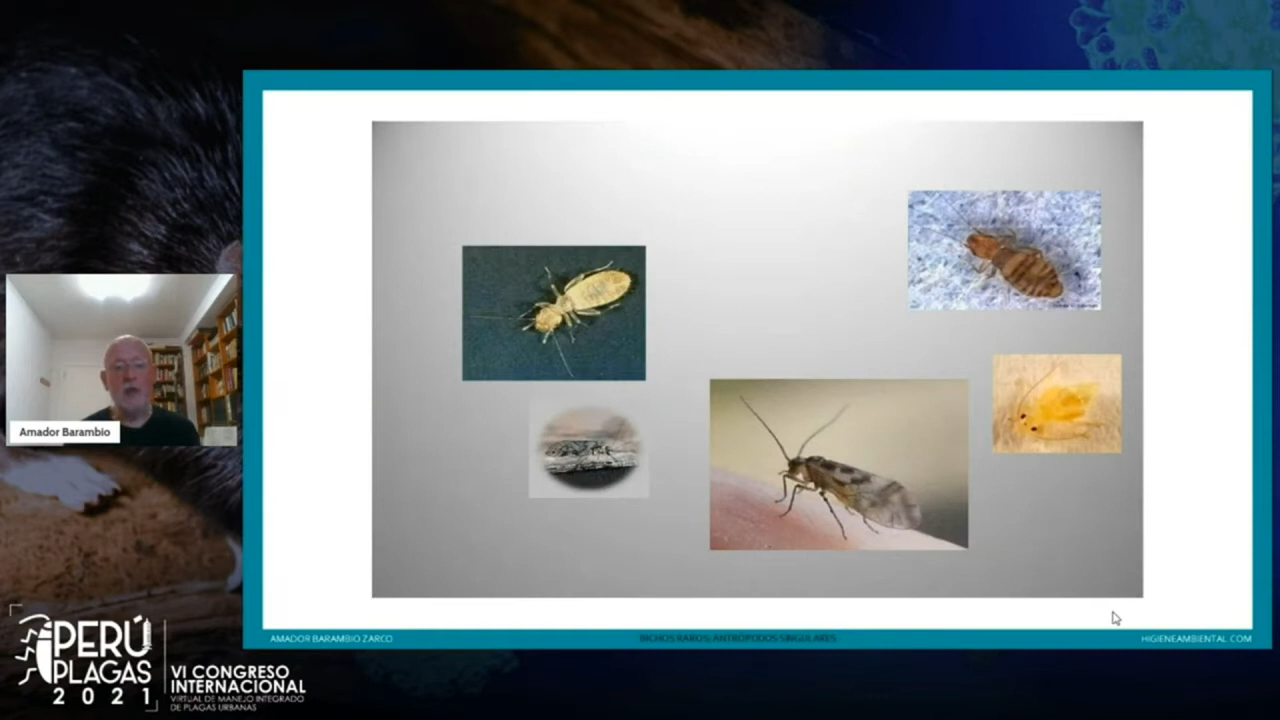 Amador Barambio
AMADOR BARAMBIO ZARCO
BICHOS RAROS: ANTRÓPODOS SINGULARES
HIGIENEAMBIENTAL.COM
PERÚ
PLAGAS
2021
VI CONGRESO
INTERNACIONAL
VIRTUAL DE MANEJO INTEGRADO
DE PLAGAS URBANAS